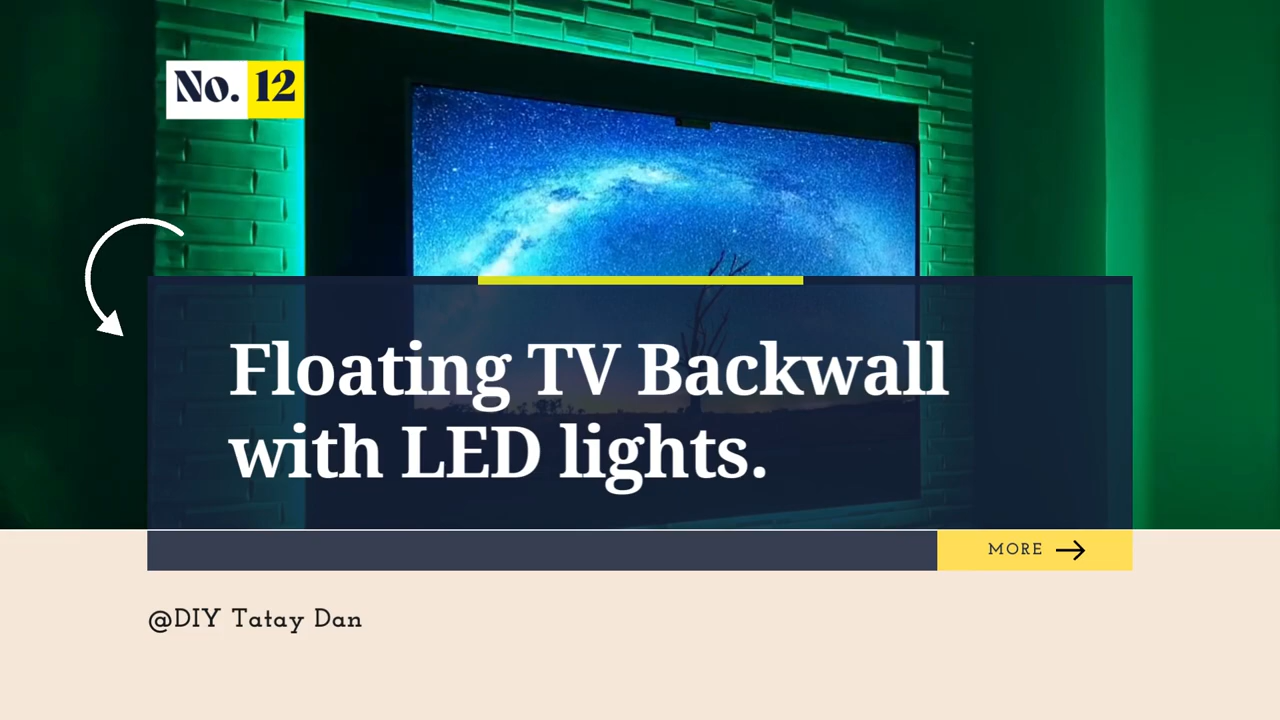 No. 12
Floating TV Backwall
with LED lights.
MORE
@DIY Tatay Dan